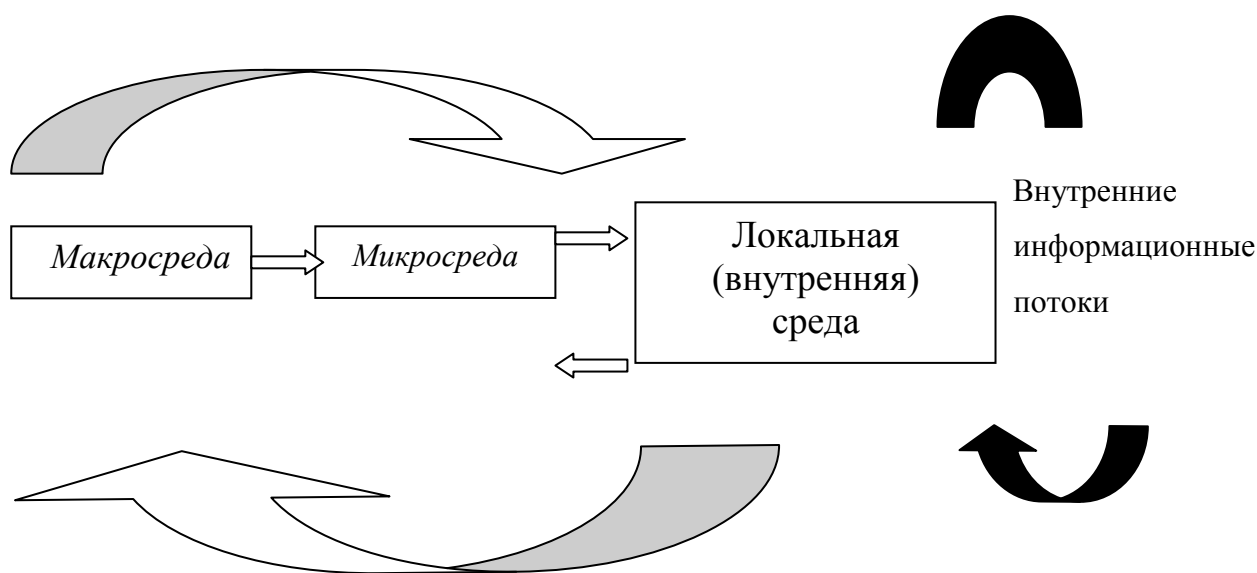 Макросреда
Микросреда
Локальная
(внутренняя)
среда
Внутренние
информационные
потоки